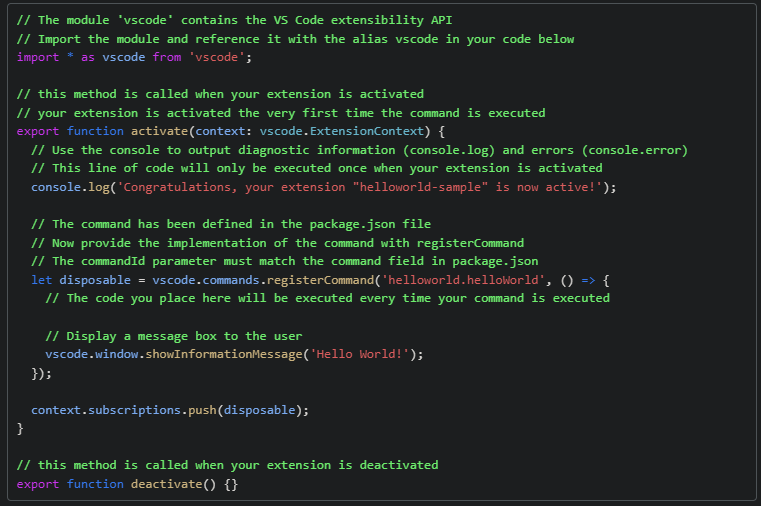 // The module 'vscode' contains the VS Code extensibility API
// Import the module and reference it with the alias vscode in your code below
import * as vscode from 'vscode';

// this method is called when your extension is activated
// your extension is activated the very first time the command is executed
export function activate(context: vscode.ExtensionContext) {
  // Use the console to output diagnostic information (console.log) and errors (console.error)
  // This line of code will only be executed once when your extension is activated
  console.log('Congratulations, your extension "helloworld-sample" is now active!');

  // The command has been defined in the package.json file
  // Now provide the implementation of the command with registerCommand
  // The commandId parameter must match the command field in package.json
  let disposable = vscode.commands.registerCommand('helloworld.helloWorld', () => {
    // The code you place here will be executed every time your command is executed

    // Display a message box to the user
    vscode.window.showInformationMessage('Hello World!');
  });

  context.subscriptions.push(disposable);
}

// this method is called when your extension is deactivated
export function deactivate() {}